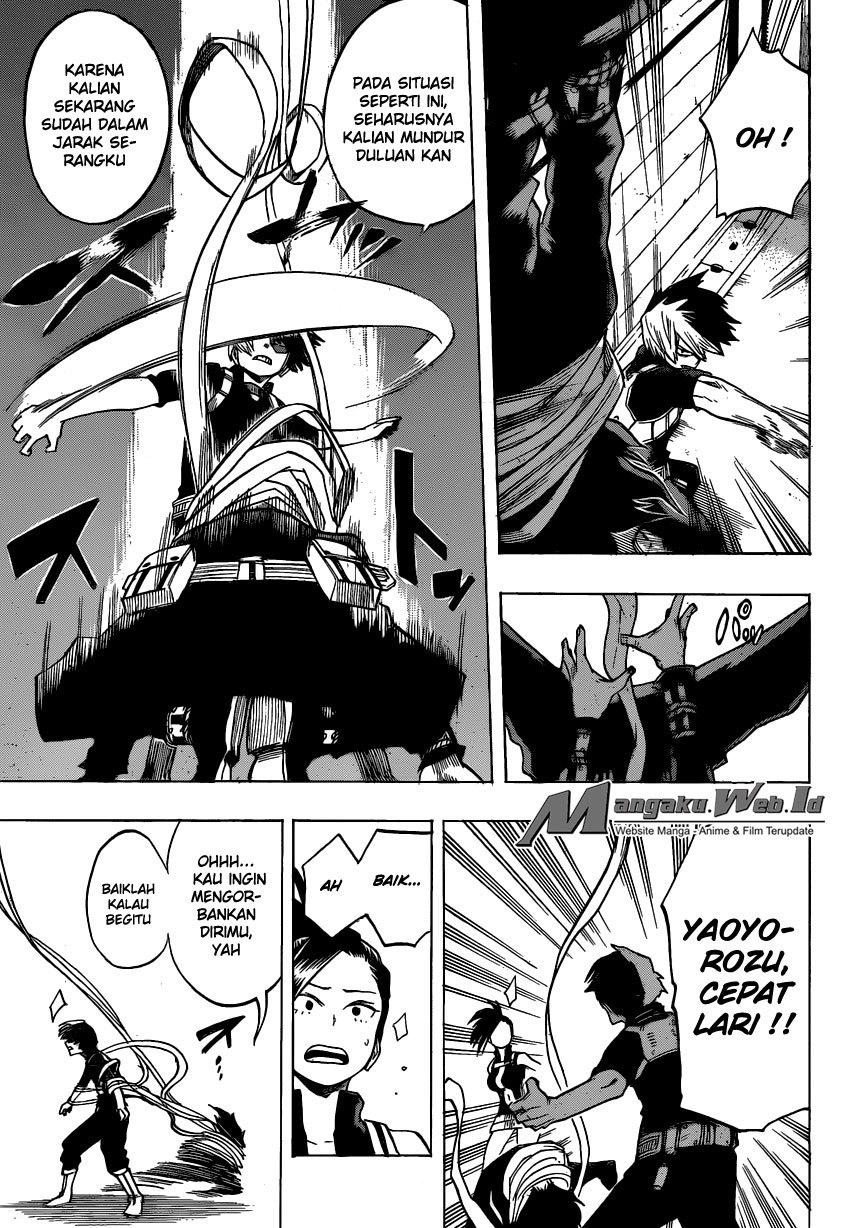 OH !
PADA SITUASI
SEPERTI INI,
SEHARUSNYA
KALIAN MUNDUR
DULUAN KAN
KARENA
KALIAN
SEKARANG
SUDAH DALAM
JARAK SE-
RANGKU
Mangaku.Web.Id
Website Manga - Anime & Film Terupdate
YAOYO-
ROZU,
CEPAT
LARI !!
BAIK...
AH
OHHH...
KAU INGIN
MENGOR-
BANKAN
DIRIMU,
YAH
BAIKLAH
KALAU
BEGITU